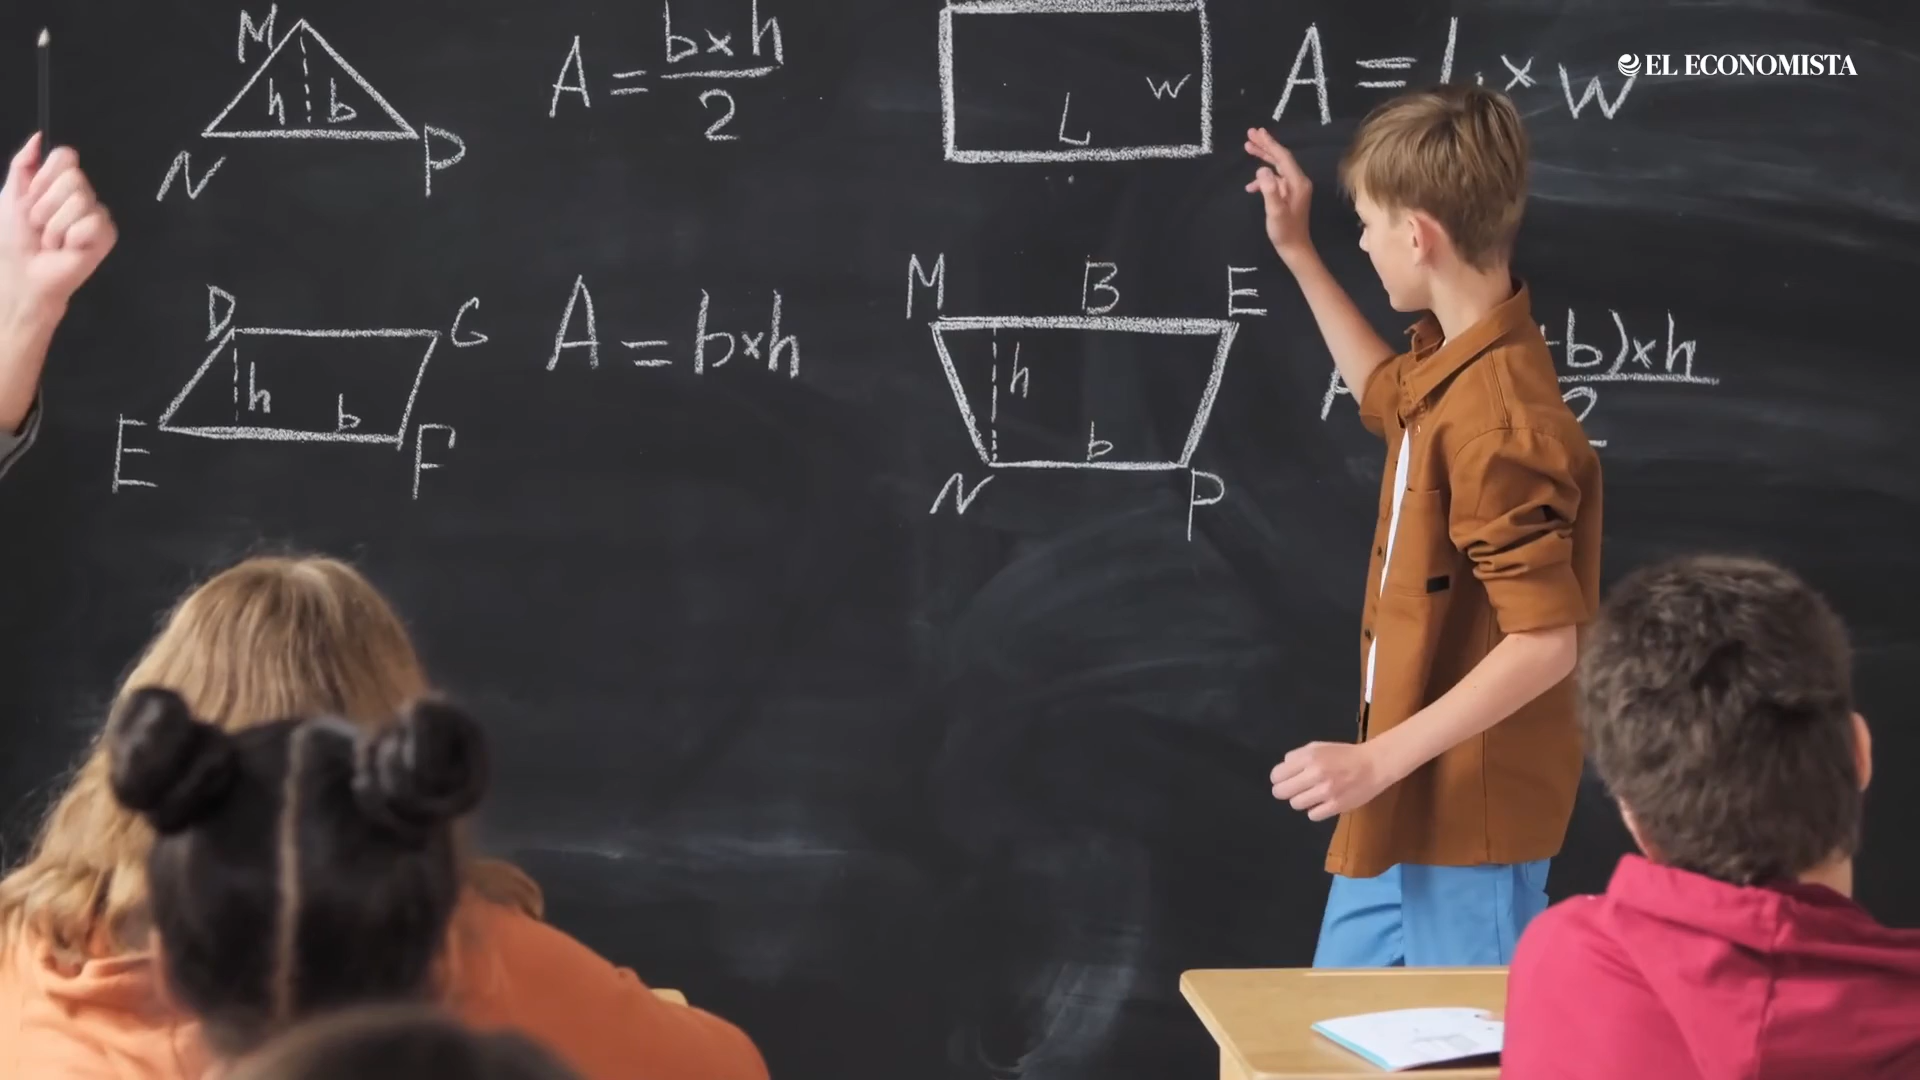 M
h b
N P
A = b×h
2
L
W
A = L × W
EL ECONOMISTA
D G
h b
E F
A = b×h
M B E
h
b
N P
b)×h
2